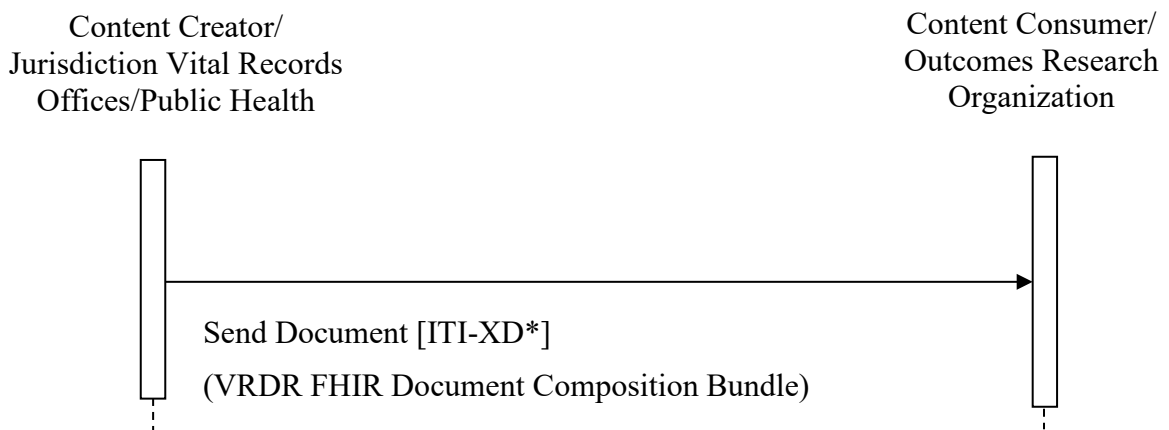 Content Creator/
Jurisdiction Vital Records
Offices/Public Health
Content Consumer/
Outcomes Research
Organization
Send Document [ITI-XD*]
(VRDR FHIR Document Composition Bundle)